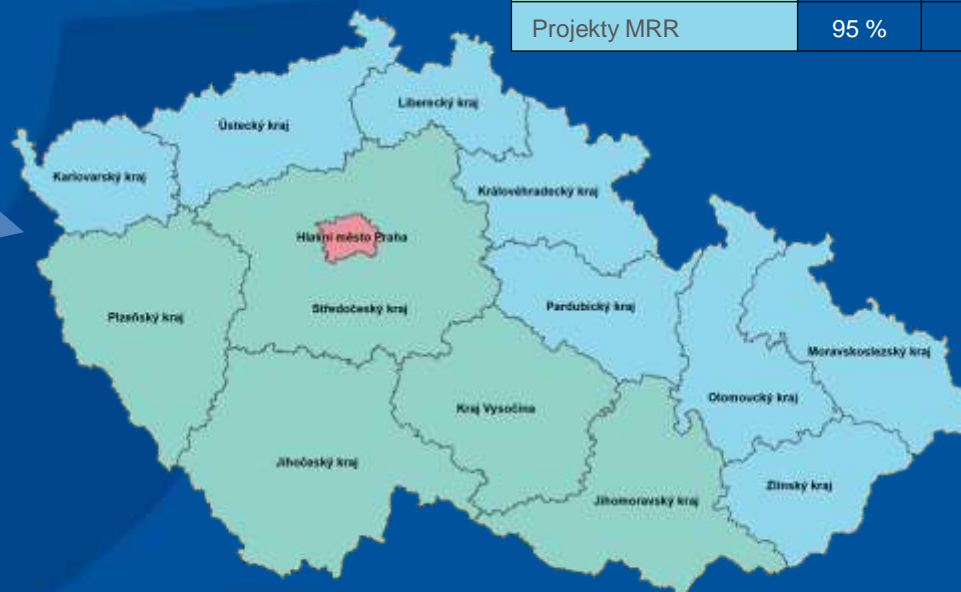 Projekty MRR 95 %
Liberecký kraj
Ústecký kraj
Karlovarský kraj
Královéhradecký kraj
Hlavní město Praha
Středočeský kraj
Pardubický kraj
Plzeňský kraj
Moravskoslezský kraj
Olomoucký kraj
Kraj Vysočina
Jihočeský kraj
Zlínský kraj
Jihomoravský kraj